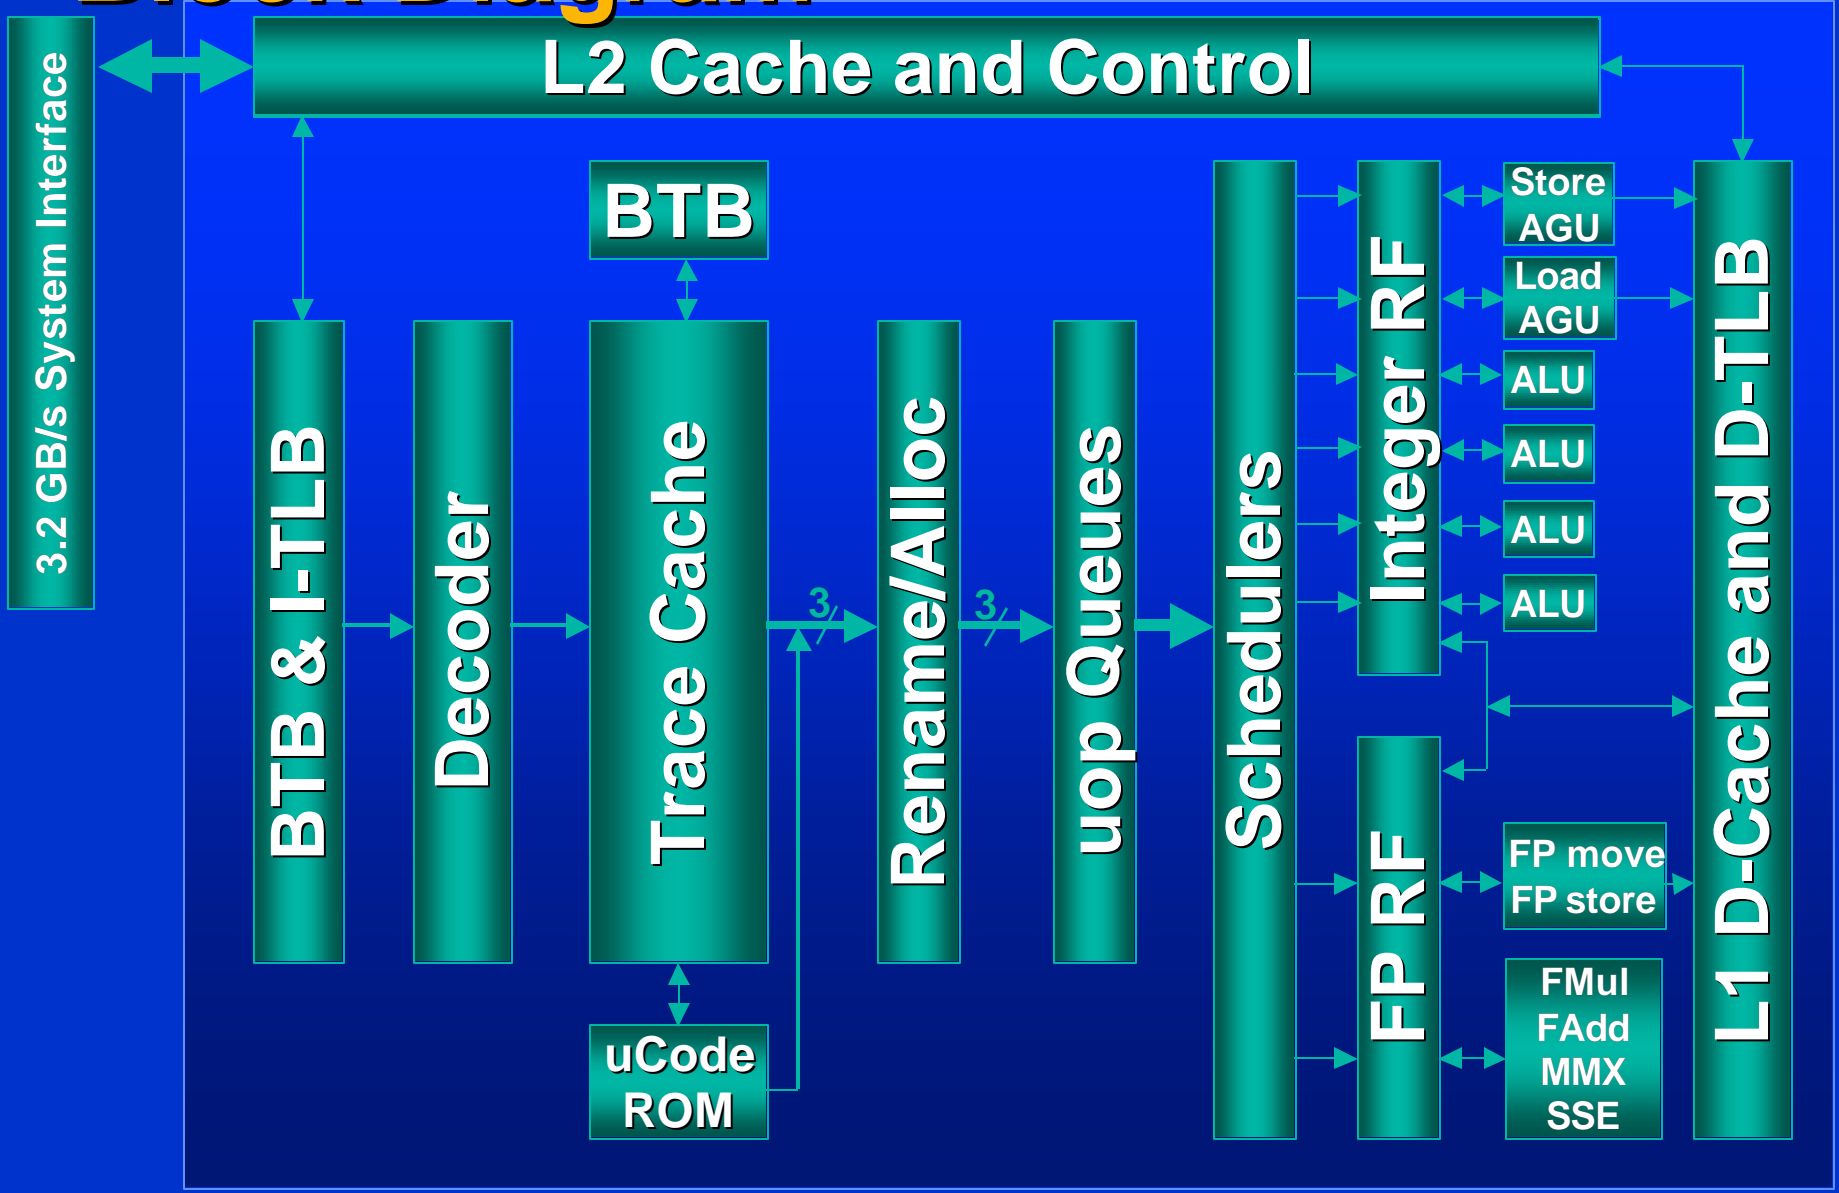 Block Diagram
L2 Cache and Control
3.2 GB/s System Interface
BTB
BTB & I-TLB
Decoder
Trace Cache
3
Rename/Alloc
3
uop Queues
Schedulers
Integer RF
FP RF
Store
AGU
Load
AGU
ALU
ALU
ALU
ALU
FP move
FP store
FMul
FAdd
MMX
SSE
L1 D-Cache and D-TLB
uCode
ROM